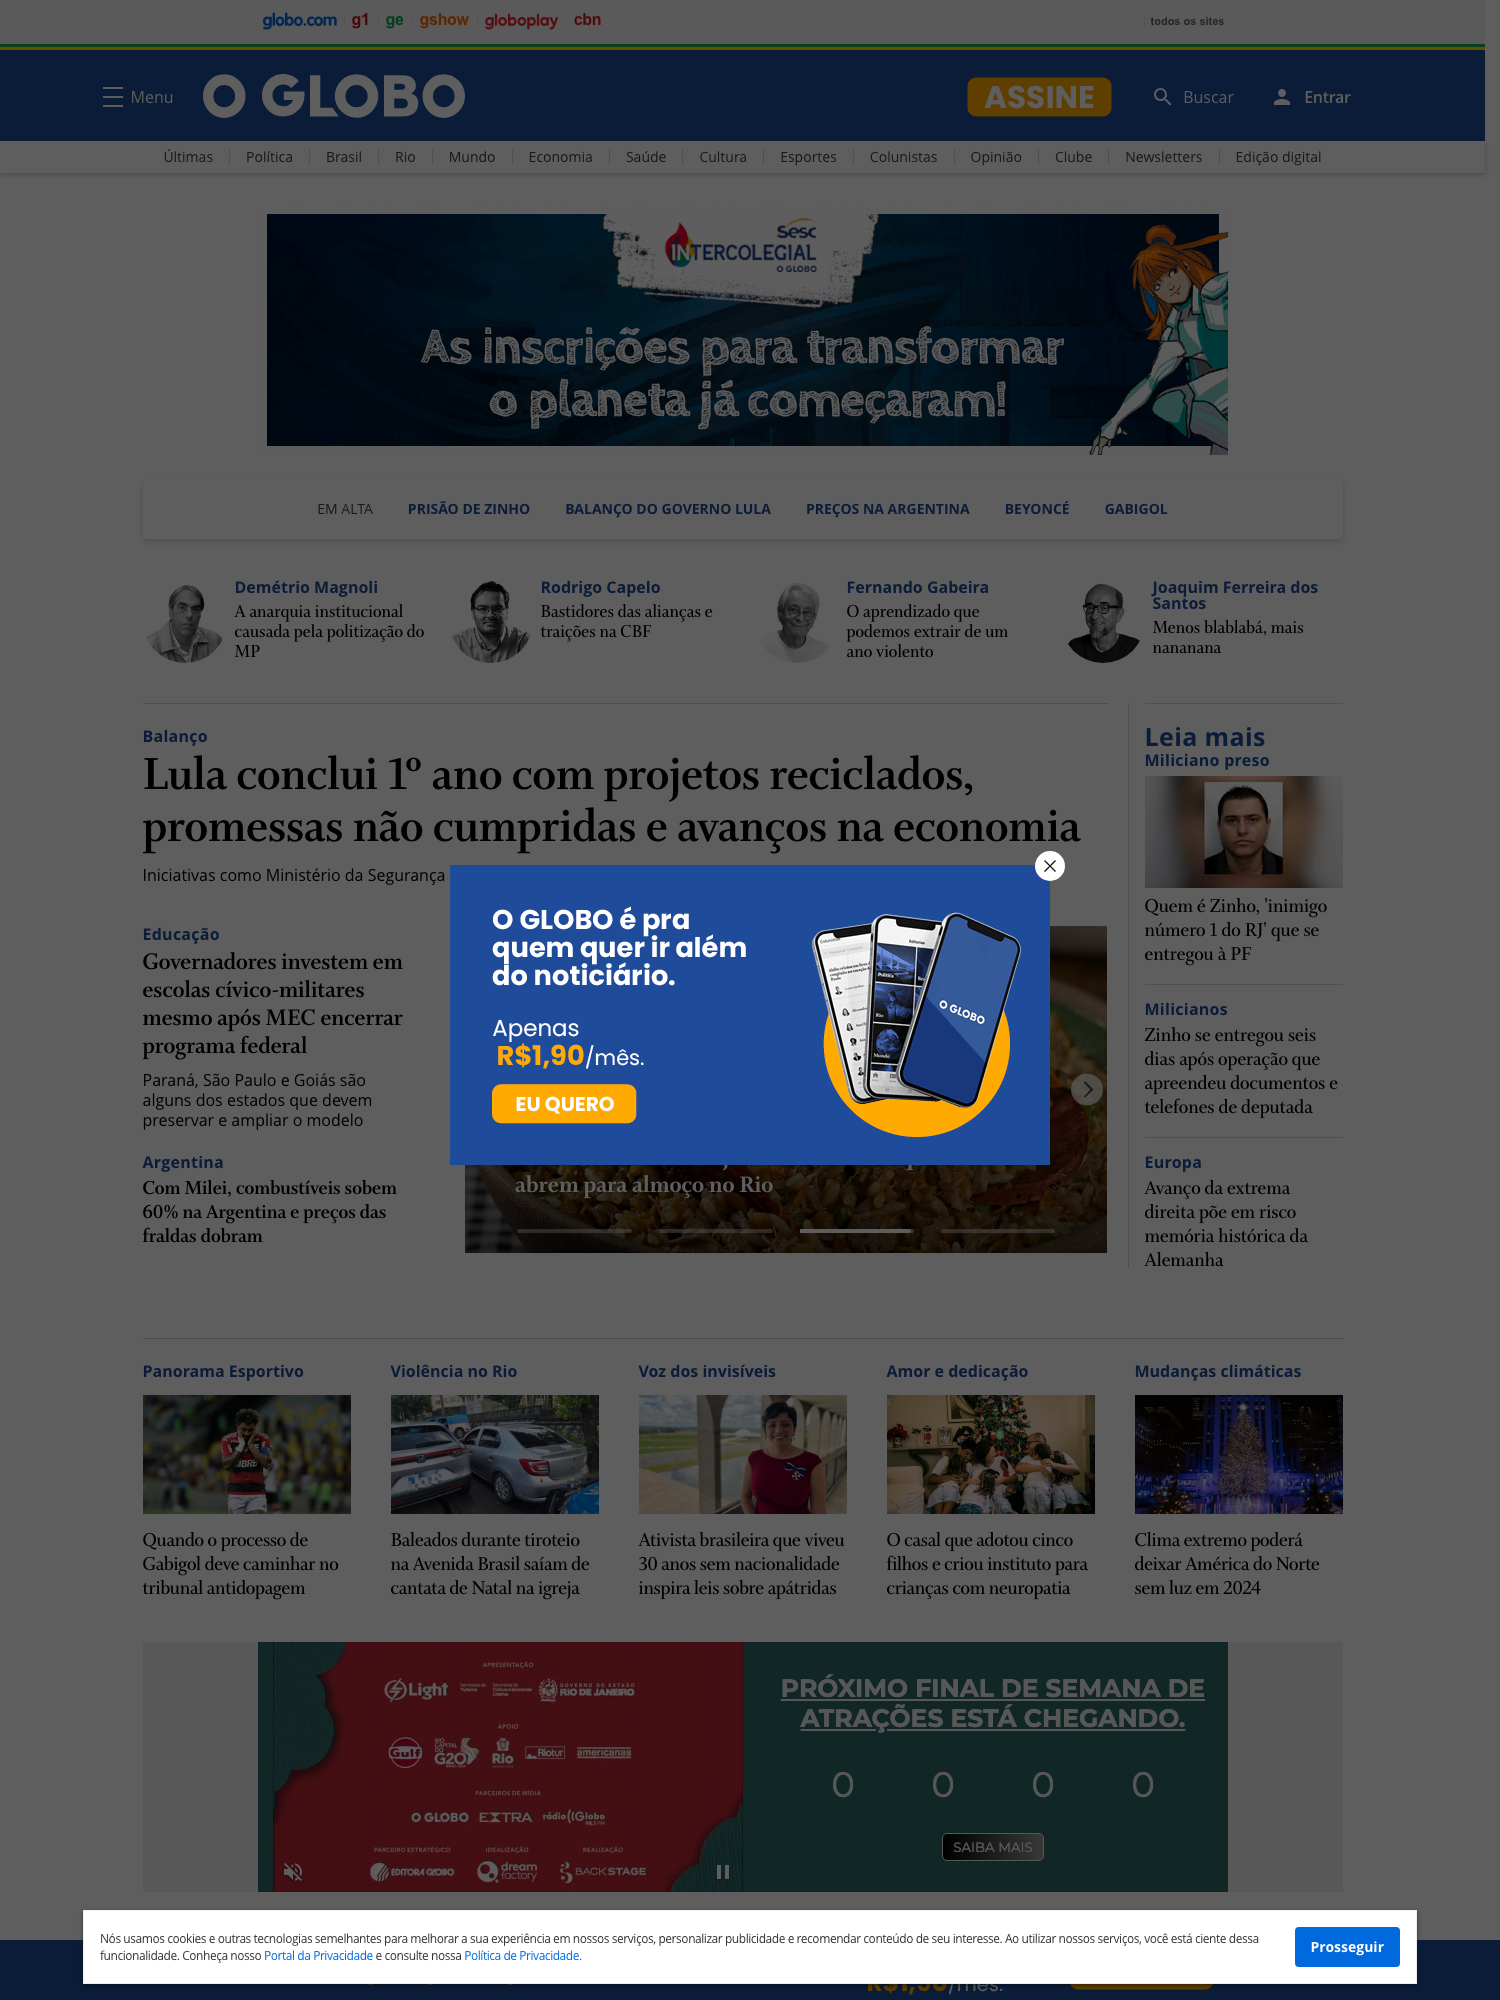 globo.com g1 ge gshow globoplay cbn todos os sites
Menu O GLOBO ASSINE Buscar Entrar
Últimas Política Brasil Rio Mundo Economia Saúde Cultura Esportes Colunistas Opinião Clube Newsletters Edição digital
Sesc
INTERCOLEGIAL
O GLOBO
As inscrições para transformar
o planeta já começaram!
EM ALTA PRISÃO DE ZINHO BALANÇO DO GOVERNO LULA PREÇOS NA ARGENTINA BEYONCÉ GABIGOL
Demétrio Magnoli
A anarquia institucional
causada pela politização do
MP
Rodrigo Capelo
Bastidores das alianças e
traições na CBF
Fernando Gabeira
O aprendizado que
podemos extrair de um
ano violento
Joaquim Ferreira dos
Santos
Menos blablabá, mais
nananana
Balanço
Lula conclui 1º ano com projetos reciclados,
promessas não cumpridas e avanços na economia
Iniciativas como Ministério da Segurança
Educação
Governadores investem em
escolas cívico-militares
mesmo após MEC encerrar
programa federal
Paraná, São Paulo e Goiás são
alguns dos estados que devem
preservar e ampliar o modelo
Argentina
Com Milei, combustíveis sobem
60% na Argentina e preços das
fraldas dobram
O GLOBO é pra
quem quer ir além
do noticiário.
Apenas
R$1,90/mês.
EU QUERO
Editorias
Política
Rio
Mundo
O GLOBO
abrem para almoço no Rio
Leia mais
Miliciano preso
Quem é Zinho, 'inimigo
número 1 do RJ' que se
entregou à PF
Milicianos
Zinho se entregou seis
dias após operação que
apreendeu documentos e
telefones de deputada
Europa
Avanço da extrema
direita põe em risco
memória histórica da
Alemanha
Panorama Esportivo
Quando o processo de
Gabigol deve caminhar no
tribunal antidopagem
Violência no Rio
Baleados durante tiroteio
na Avenida Brasil saíam de
cantata de Natal na igreja
Voz dos invisíveis
Ativista brasileira que viveu
30 anos sem nacionalidade
inspira leis sobre apátridas
Amor e dedicação
O casal que adotou cinco
filhos e criou instituto para
crianças com neuropatia
Mudanças climáticas
Clima extremo poderá
deixar América do Norte
sem luz em 2024
APRESENTAÇÃO
Light
GOVERNO DO ESTADO
RIO DE JANEIRO
APOIO
Gulf G20 Rio Riotur americanas
PARCEIROS DE MÍDIA
O GLOBO EXTRA rádio Globo
PARCEIRO ESTRATÉGICO IDEALIZAÇÃO REALIZAÇÃO
EDITORA GLOBO dream factory BACKSTAGE
PRÓXIMO FINAL DE SEMANA DE
ATRAÇÕES ESTÁ CHEGANDO.
0 0 0 0
SAIBA MAIS
Nós usamos cookies e outras tecnologias semelhantes para melhorar a sua experiência em nossos serviços, personalizar publicidade e recomendar conteúdo de seu interesse. Ao utilizar nossos serviços, você está ciente dessa
funcionalidade. Conheça nosso Portal da Privacidade e consulte nossa Política de Privacidade.
Prosseguir
R$1,90/mês.